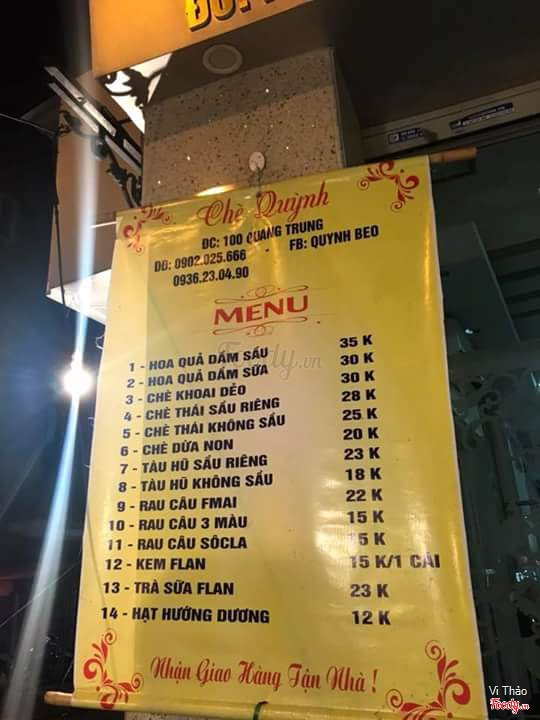 Chè Quỳnh
ĐC: 100 QUANG TRUNG
DĐ: 0902.025.666 - FB: QUYNH BEO
0936.23.04.90
MENU
1 - HOA QUẢ DẦM SẦU 35 K
2 - HOA QUẢ DẦM SỮA 30 K
3 - CHÈ KHOAI DẺO 30 K
4 - CHÈ THÁI SẦU RIÊNG 28 K
5 - CHÈ THÁI KHÔNG SẦU 25 K
6 - CHÈ DỪA NON 20 K
7 - TÀU HŨ SẦU RIÊNG 23 K
8 - TÀU HŨ KHÔNG SẦU 18 K
9 - RAU CÂU FMAI 22 K
10 - RAU CÂU 3 MÀU 15 K
11 - RAU CÂU SÔCLA 15 K
12 - KEM FLAN 15 K/1 CÁI
13 - TRÀ SỮA FLAN 23 K
14 - HẠT HƯỚNG DƯƠNG 12 K
Nhận Giao Hàng Tận Nhà !
Foody.vn
Vi Thảo
Foody.vn